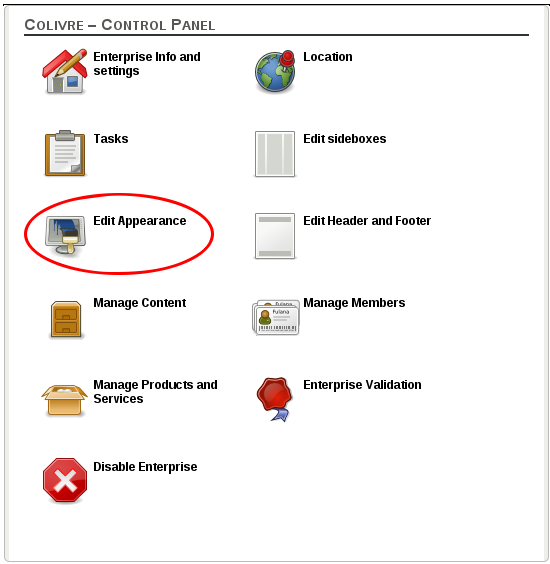 Colivre – Control Panel
Enterprise Info and
settings
Location
Tasks
Edit sideboxes
Edit Appearance
Edit Header and Footer
Manage Content
Manage Members
Fulana
Fulana
Manage Products and
Services
Enterprise Validation
Disable Enterprise